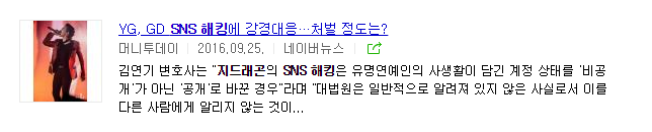 YG, GD SNS 해킹에 강경대응…처벌 정도는?
머니투데이 | 2016.09.25. | 네이버뉴스 |
김연기 변호사는 "지드래곤의 SNS 해킹은 유명연예인의 사생활이 담긴 계정 상태를 '비공
개'가 아닌 '공개'로 바꾼 경우"라며 "대법원은 일반적으로 알려져 있지 않은 사실로서 이를
다른 사람에게 알리지 않는 것이...